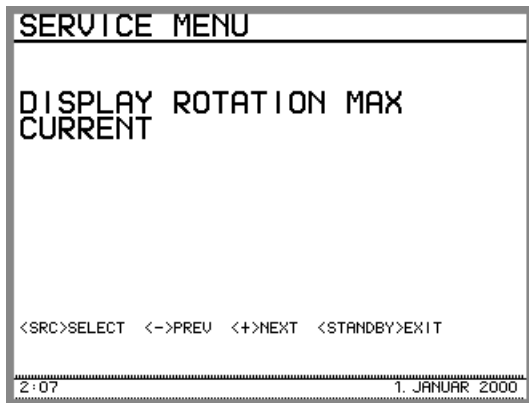 SERVICE MENU
DISPLAY ROTATION MAX
CURRENT
<SRC>SELECT <->PREV <+>NEXT <STANDBY>EXIT
2:07 1. JANUAR 2000